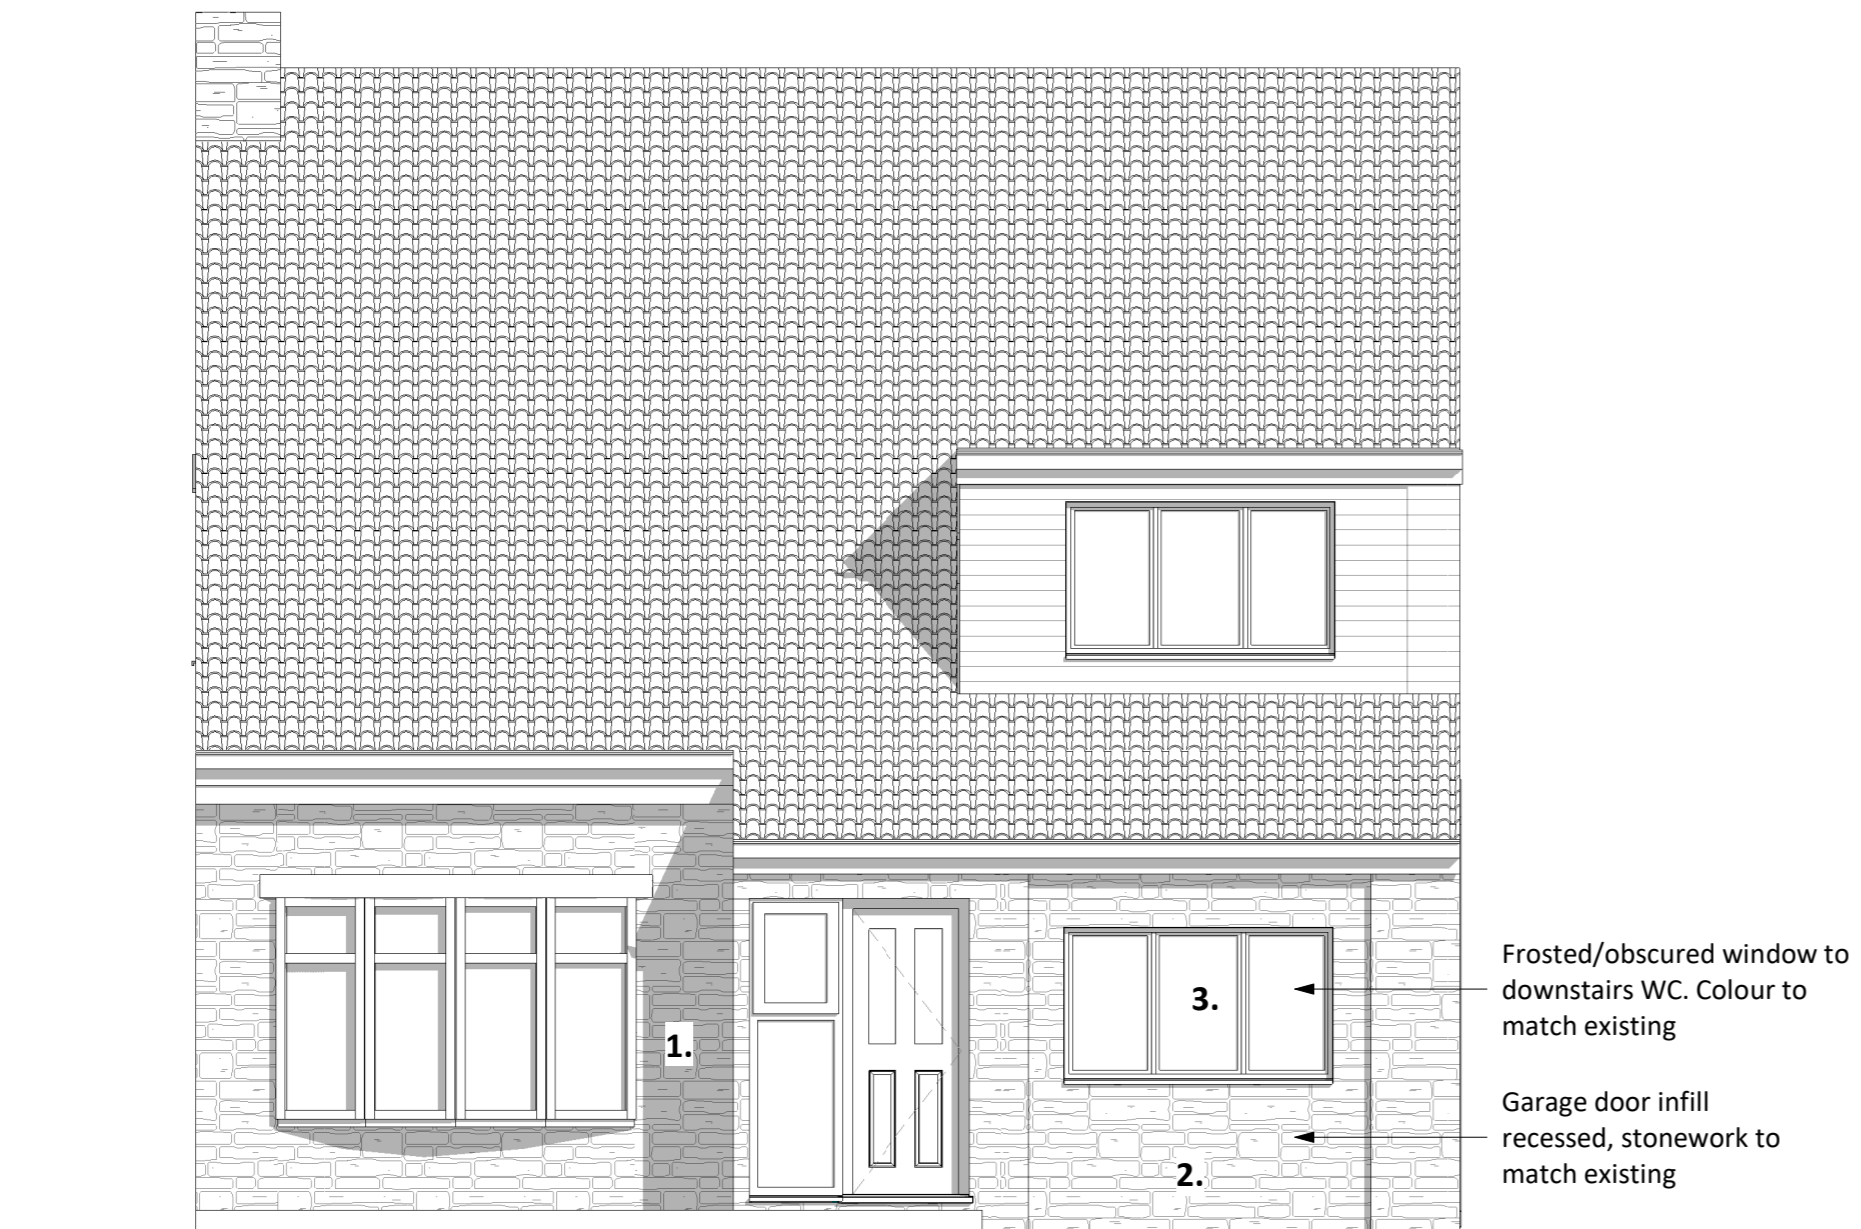 Frosted/obscured window to
downstairs WC. Colour to
match existing
3.
1.
Garage door infill
recessed, stonework to
match existing
2.